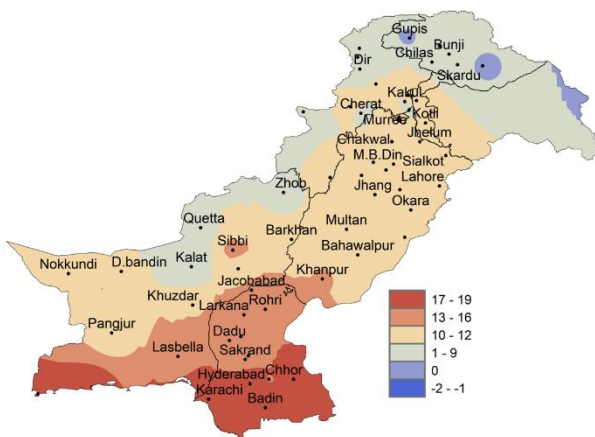 Gupis
Bunji
Chilas
Dir
Skardu
Kakul
Cherat
Kotli
Murree
Jhelum
Chakwal
M.B.Din
Sialkot
Lahore
Zhob
Jhang
Okara
Quetta
Multan
Sibbi
Barkhan
Bahawalpur
Kalat
Nokkundi
D.bandin
Khanpur
Jacobabad
Khuzdar
Larkana
Rohri
Pangjur
Dadu
Lasbella
Sakrand
Hyderabad
Chhor
Karachi
Badin
17 - 19
13 - 16
10 - 12
1 - 9
0
-2 - -1